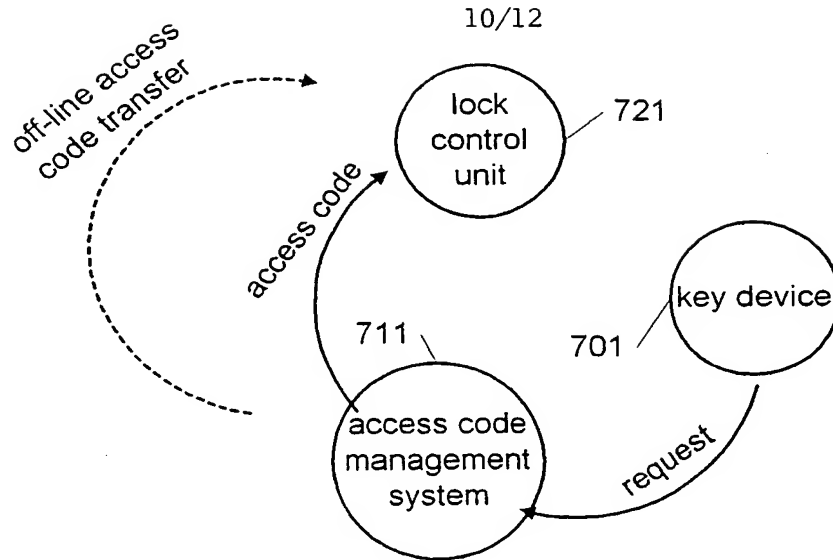 10/12
off-line access
code transfer
lock
control
unit
721
access code
key device
701
711
access code
management
system
request